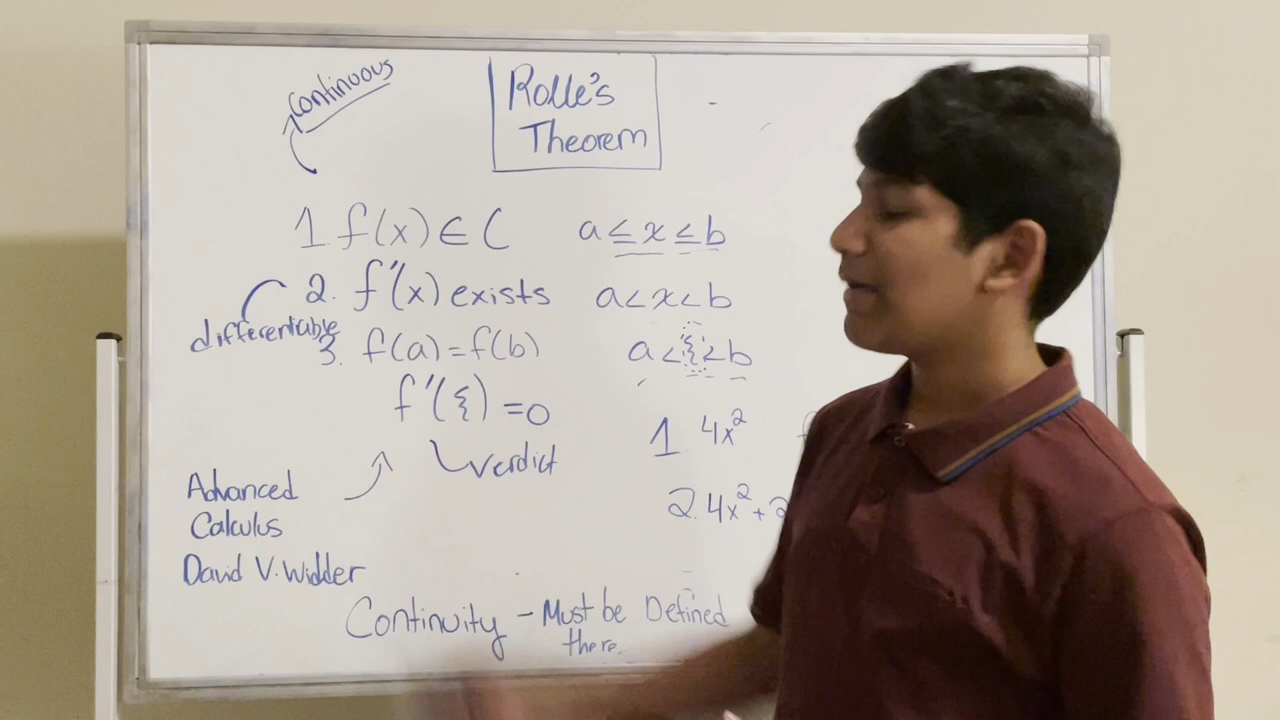 continuous
Rolle's
Theorem
1. f(x) ∈ C a ≤ x ≤ b
2. f'(x) exists a < x < b
differentiable
3. f(a) = f(b) a < ξ < b
f'(ξ) = 0
verdict
1 4x²
2. 4x² + 2
Advanced
Calculus
David V. Widder
Continuity - Must be Defined
there.